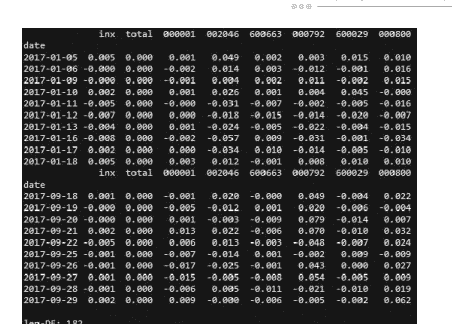 inx total 000001 002046 600663 000792 600029 000800
date
2017-01-05 0.005 0.000 0.001 0.049 0.002 0.003 0.015 0.010
2017-01-06 -0.000 0.000 -0.002 0.014 0.003 -0.012 -0.001 0.016
2017-01-09 -0.000 0.000 -0.001 0.004 0.002 0.011 -0.002 0.015
2017-01-10 0.002 0.000 0.001 0.026 0.001 0.004 0.045 -0.000
2017-01-11 -0.005 0.000 -0.000 -0.031 -0.007 -0.002 -0.005 -0.016
2017-01-12 -0.007 0.000 0.000 -0.018 -0.015 -0.014 -0.020 -0.007
2017-01-13 -0.004 0.000 0.001 -0.024 -0.005 -0.022 -0.004 -0.015
2017-01-16 -0.008 0.000 -0.002 -0.057 0.009 -0.031 -0.001 -0.034
2017-01-17 0.002 0.000 0.000 -0.034 0.010 -0.014 -0.005 -0.010
2017-01-18 0.005 0.000 0.003 0.012 -0.001 0.008 0.010 0.010
inx total 000001 002046 600663 000792 600029 000800
date
2017-09-18 0.001 0.000 -0.001 0.020 -0.000 0.049 -0.004 0.022
2017-09-19 -0.000 0.000 -0.005 -0.012 0.001 0.020 -0.006 -0.004
2017-09-20 -0.000 0.000 0.001 -0.003 -0.009 0.079 -0.014 0.007
2017-09-21 0.002 0.000 0.013 0.022 -0.006 0.070 -0.010 0.032
2017-09-22 -0.005 0.000 0.006 0.013 -0.003 -0.048 -0.007 0.024
2017-09-25 -0.001 0.000 -0.007 -0.014 0.001 -0.002 0.009 -0.009
2017-09-26 -0.001 0.000 -0.017 -0.025 -0.001 0.043 0.000 0.027
2017-09-27 0.001 0.000 -0.015 -0.005 -0.008 0.054 -0.005 0.009
2017-09-28 -0.001 0.000 -0.006 0.005 -0.011 -0.021 -0.010 0.019
2017-09-29 0.002 0.000 0.009 -0.000 -0.006 -0.005 -0.002 0.062
len-DF: 182